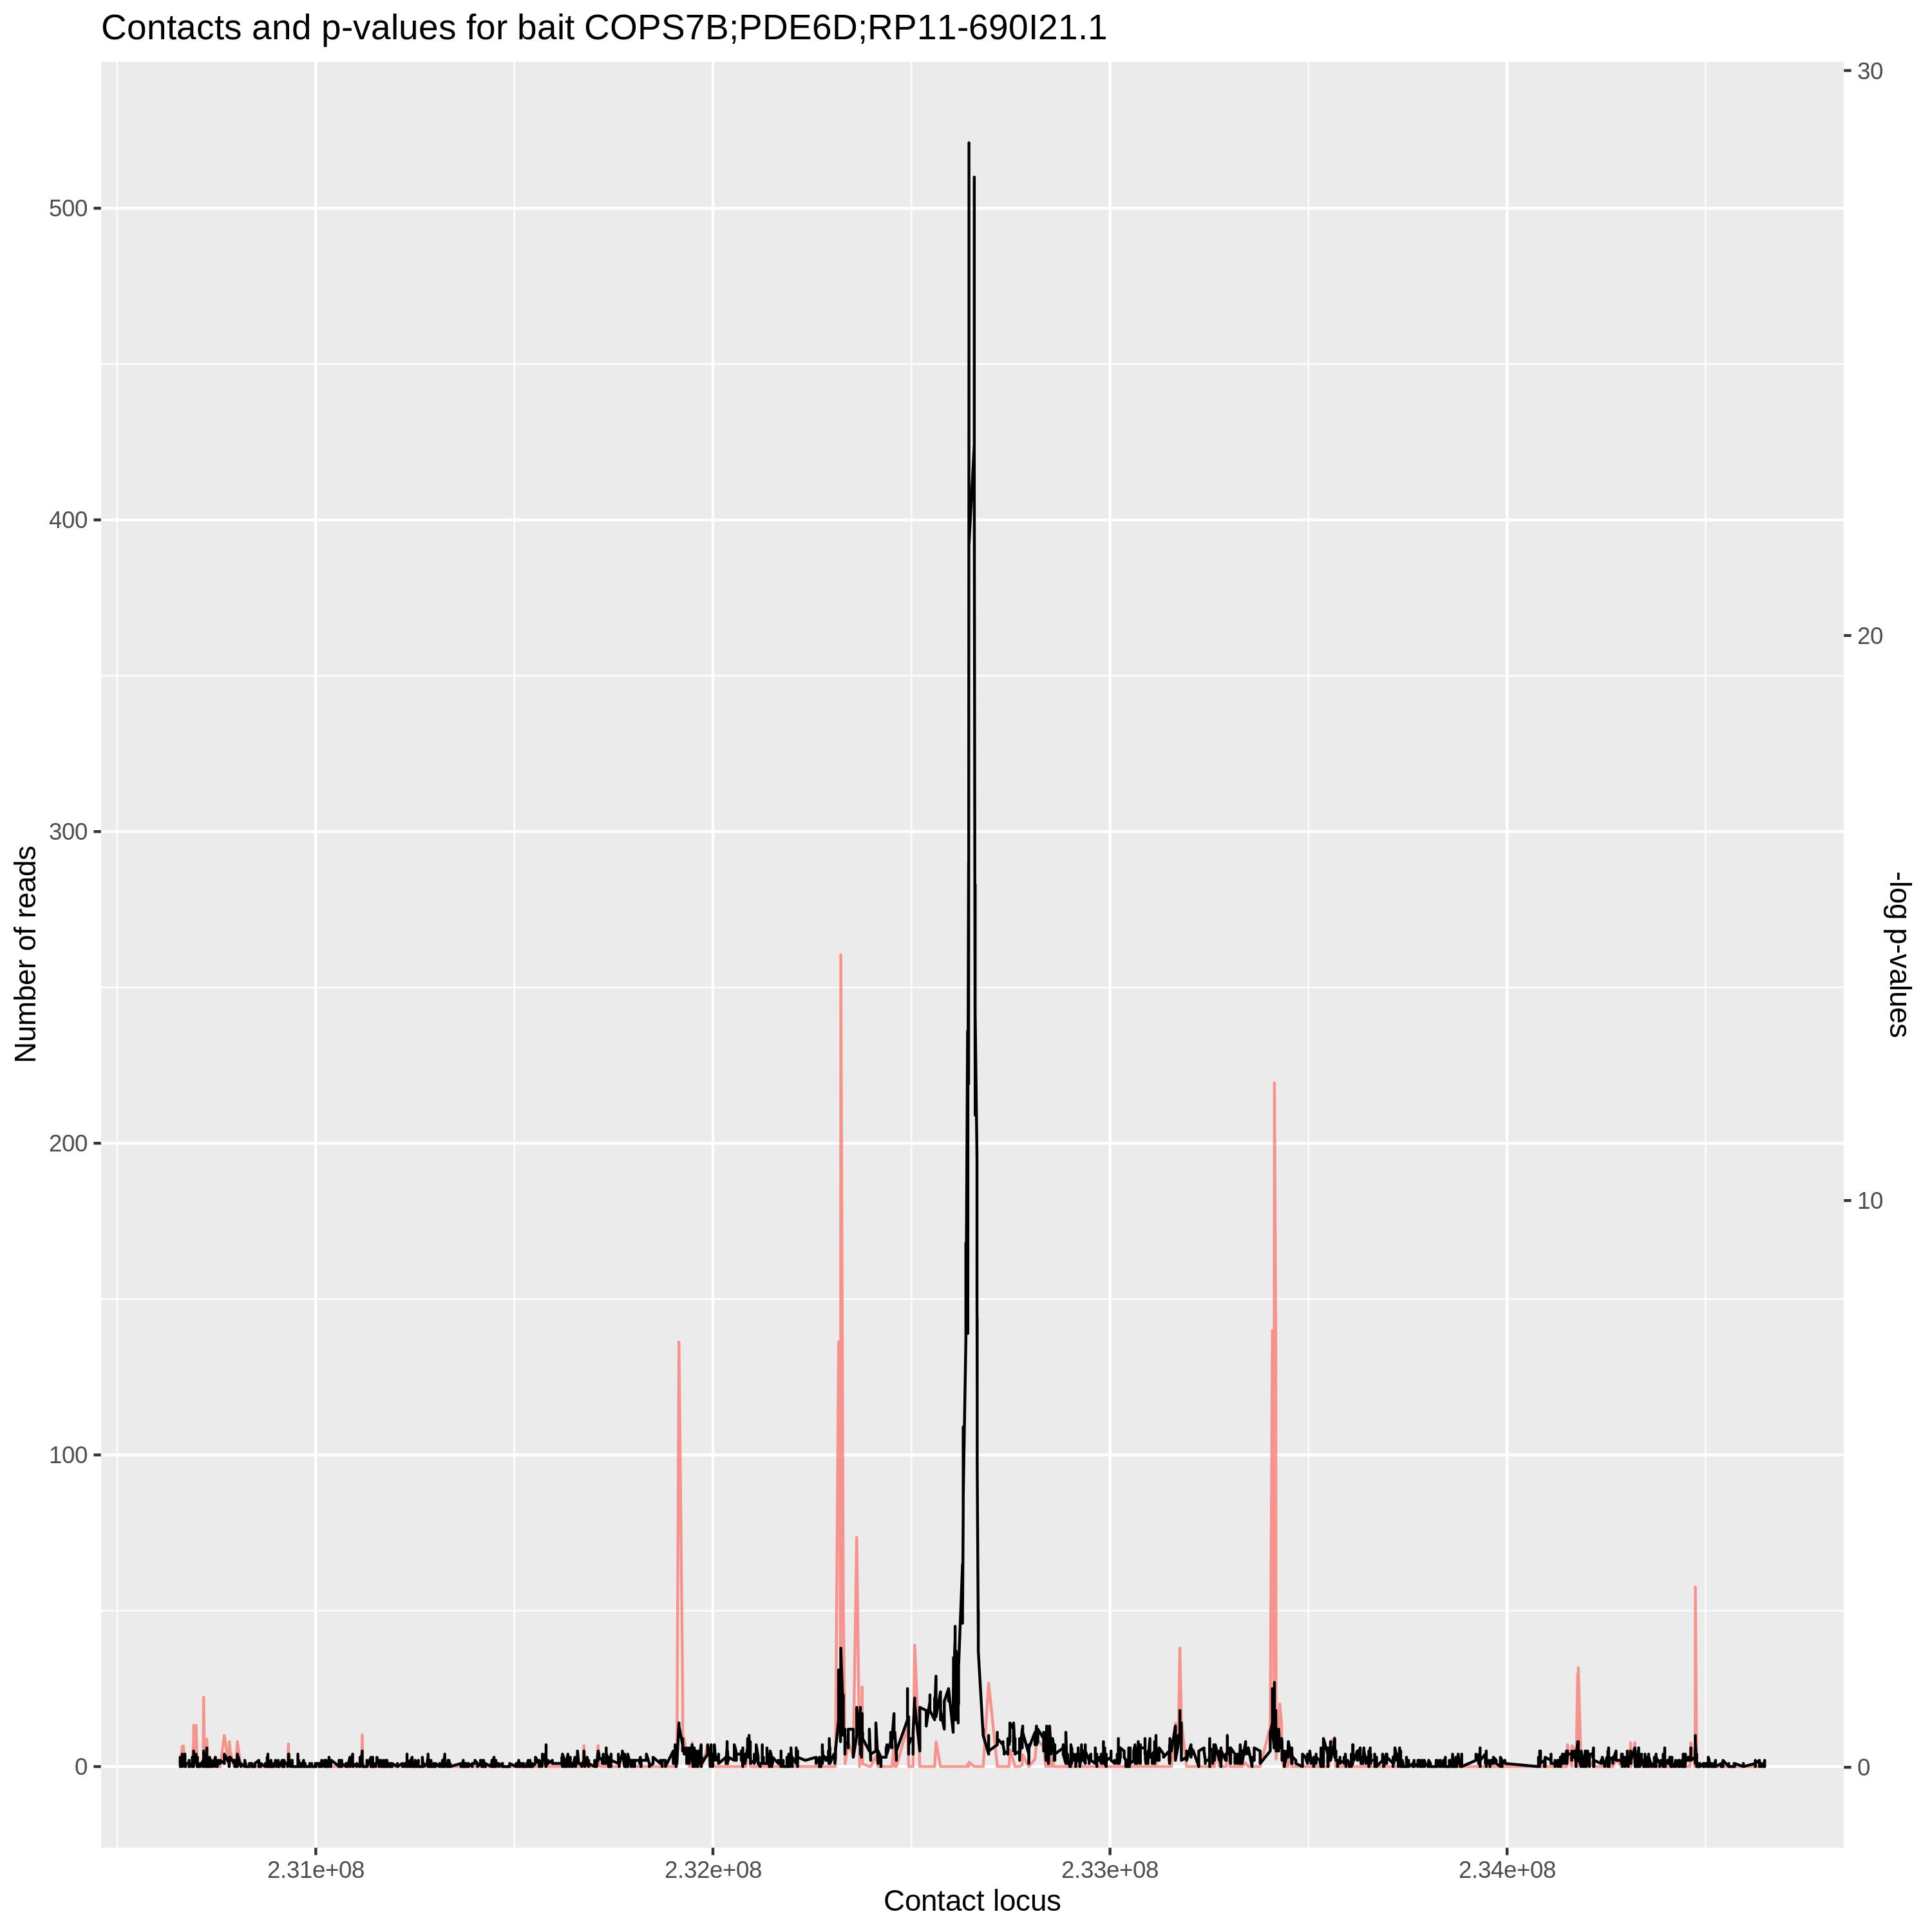 Contacts and p-values for bait COPS7B;PDE6D;RP11-690I21.1
Number of reads
500
400
300
200
100
0
30
20
10
0
-log p-values
2.31e+08 2.32e+08 2.33e+08 2.34e+08
Contact locus